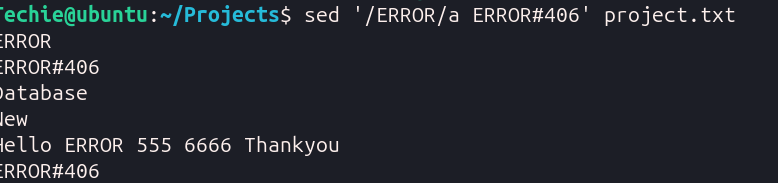 Techie@ubuntu:~/Projects$ sed '/ERROR/a ERROR#406' project.txt
ERROR
ERROR#406
Database
New
Hello ERROR 555 6666 Thankyou
ERROR#406